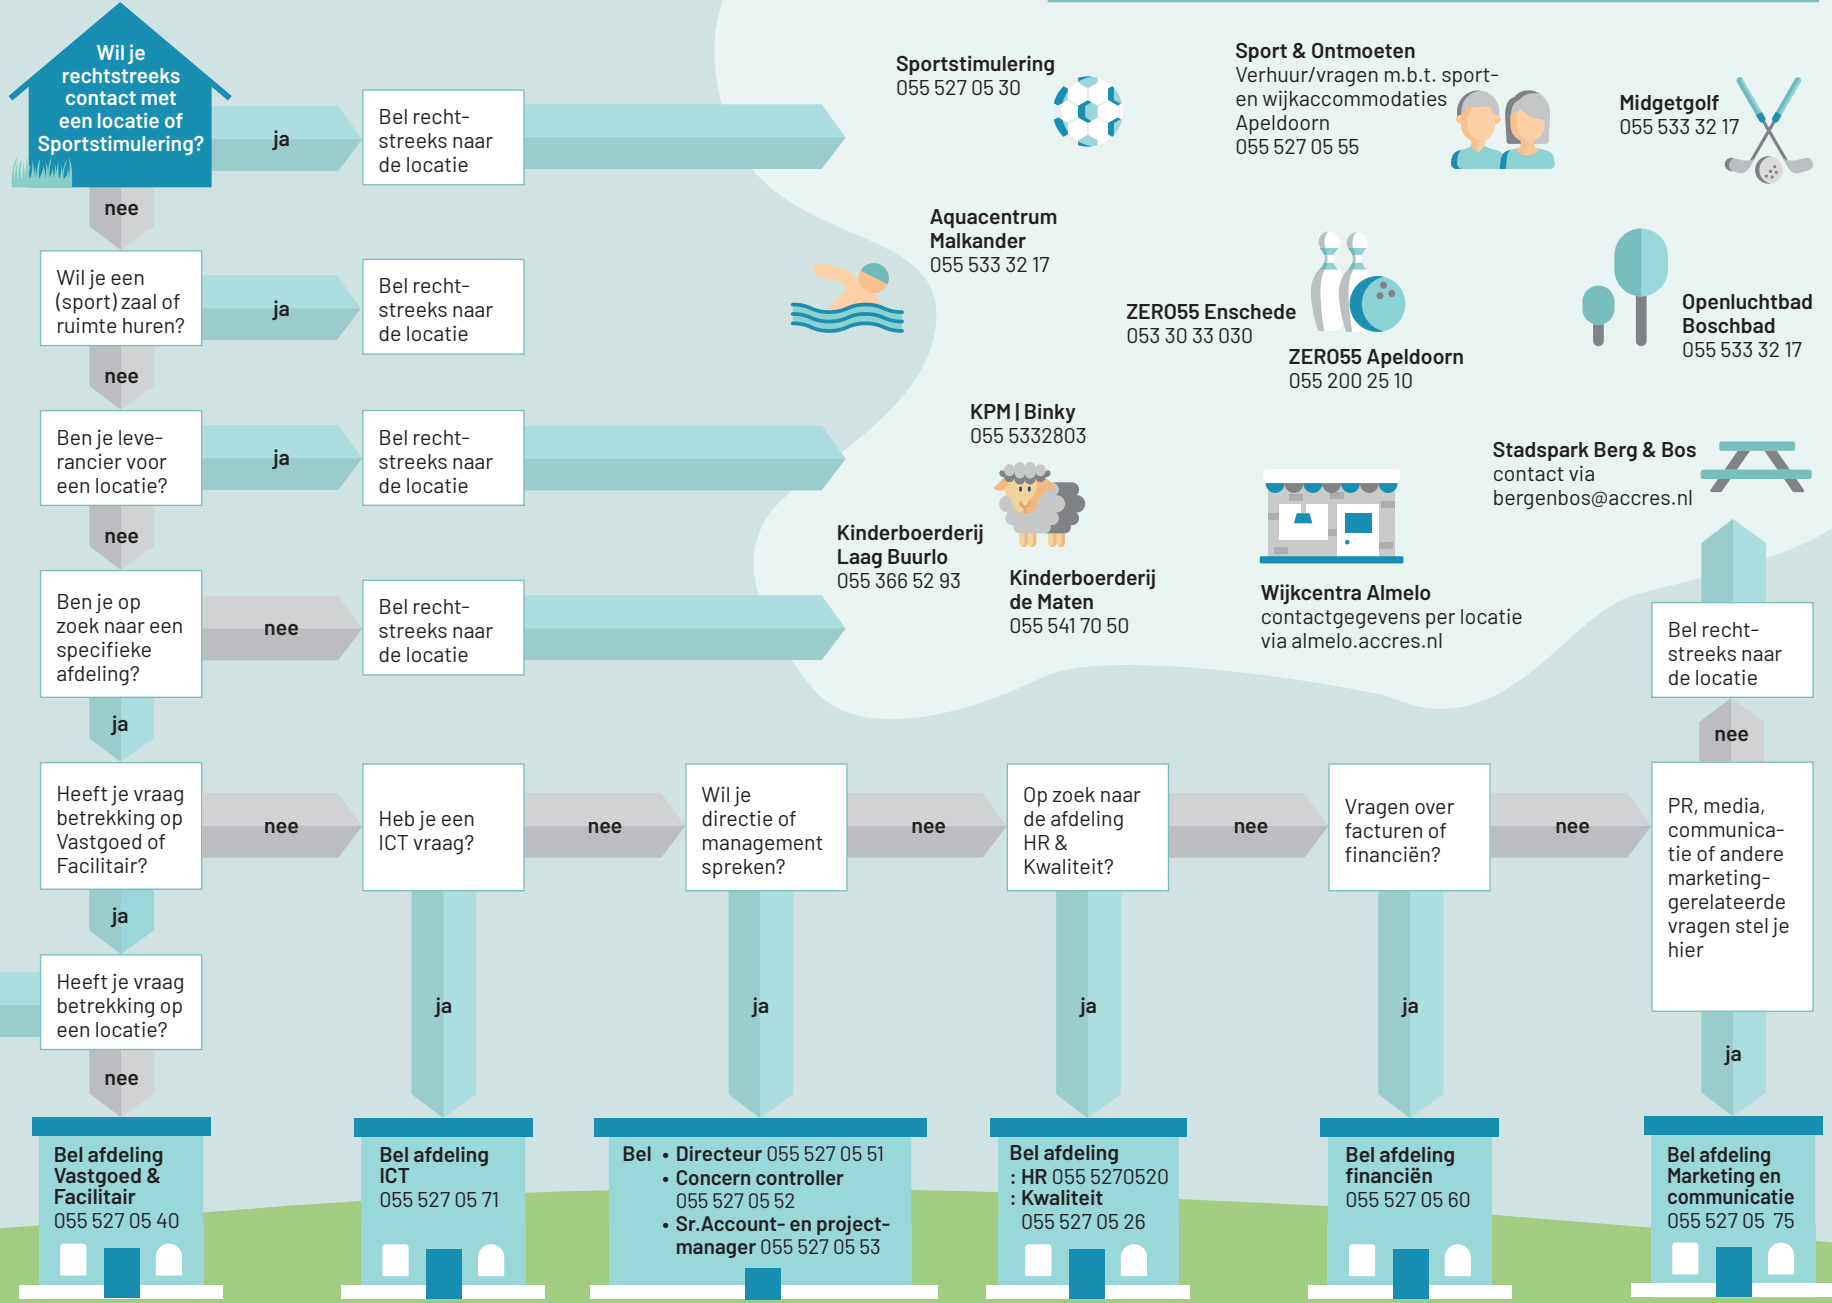 Wil je
rechtstreeks
contact met
een locatie of
Sportstimulering?
ja
Bel recht-
streeks naar
de locatie
nee
Wil je een
(sport) zaal of
ruimte huren?
ja
Bel recht-
streeks naar
de locatie
nee
Ben je leve-
rancier voor
een locatie?
ja
Bel recht-
streeks naar
de locatie
nee
Ben je op
zoek naar een
specifieke
afdeling?
nee
Bel recht-
streeks naar
de locatie
ja
Sportstimulering
055 527 05 30
Sport & Ontmoeten
Verhuur/vragen m.b.t. sport-
en wijkaccommodaties
Apeldoorn
055 527 05 55
Midgetgolf
055 533 32 17
Aquacentrum
Malkander
055 533 32 17
ZERO55 Enschede
053 30 33 030
ZERO55 Apeldoorn
055 200 25 10
Openluchtbad
Boschbad
055 533 32 17
KPM | Binky
055 5332803
Kinderboerderij
Laag Buurlo
055 366 52 93
Kinderboerderij
de Maten
055 541 70 50
Wijkcentra Almelo
contactgegevens per locatie
via almelo.accres.nl
Stadspark Berg & Bos
contact via
bergenbos@accres.nl
Bel recht-
streeks naar
de locatie
nee
Heeft je vraag
betrekking op
Vastgoed of
Facilitair?
nee
Heb je een
ICT vraag?
nee
Wil je
directie of
management
spreken?
nee
Op zoek naar
de afdeling
HR &
Kwaliteit?
nee
Vragen over
facturen of
financiën?
nee
PR, media,
communica-
tie of andere
marketing-
gerelateerde
vragen stel je
hier
ja
Heeft je vraag
betrekking op
een locatie?
nee
ja
ja
ja
ja
ja
Bel afdeling
Vastgoed &
Facilitair
055 527 05 40
Bel afdeling
ICT
055 527 05 71
Bel • Directeur 055 527 05 51
• Concern controller
055 527 05 52
• Sr.Account- en project-
manager 055 527 05 53
Bel afdeling
: HR 055 5270520
: Kwaliteit
055 527 05 26
Bel afdeling
financiën
055 527 05 60
Bel afdeling
Marketing en
communicatie
055 527 05 75